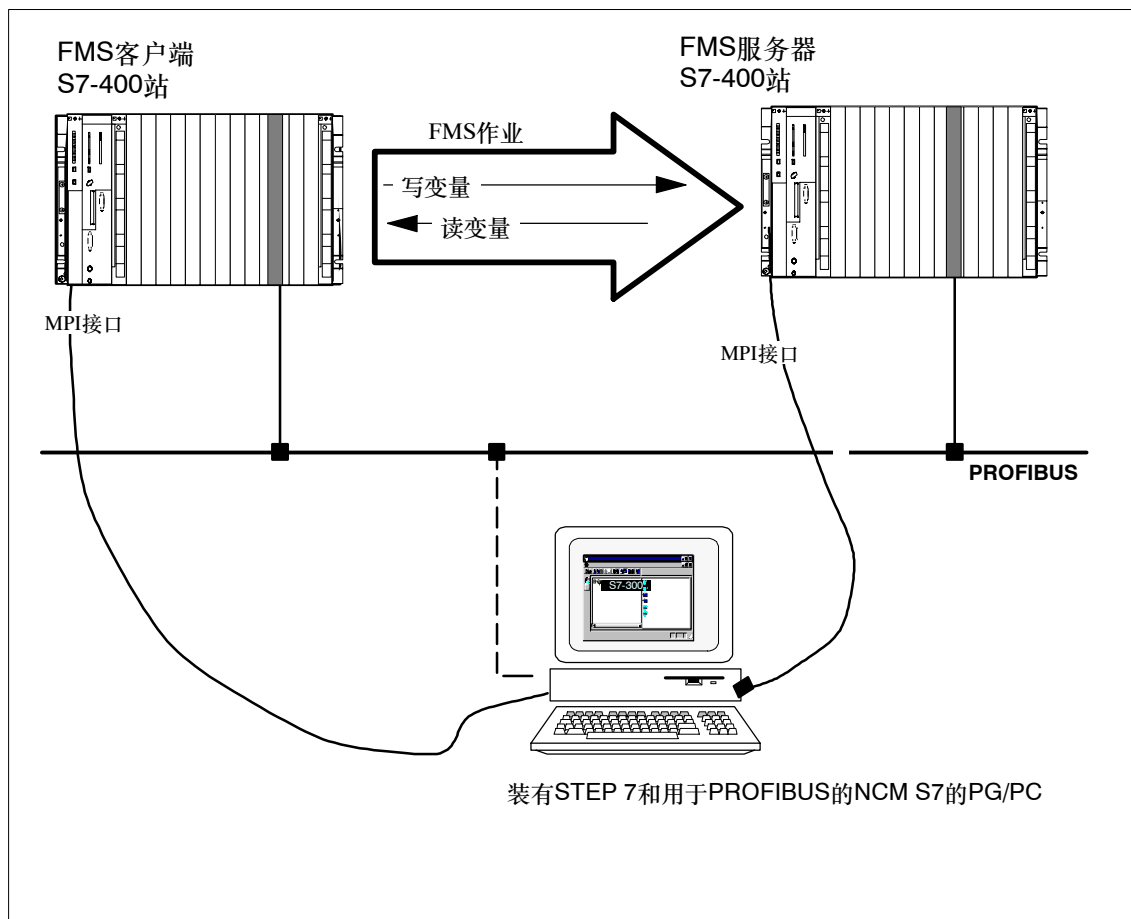 FMS客户端
S7-400站
FMS服务器
S7-400站
FMS作业
写变量
读变量
MPI接口
MPI接口
PROFIBUS
S7-300
装有STEP 7和用于PROFIBUS的NCM S7的PG/PC